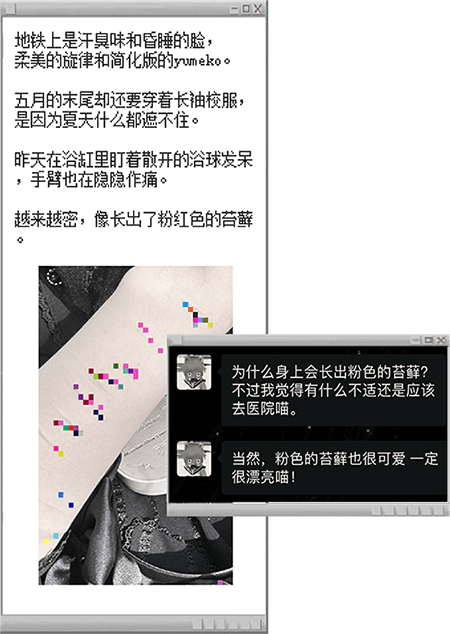 地铁上是汗臭味和昏睡的脸，
柔美的旋律和简化版的yumeko。
五月的末尾却还要穿着长袖校服，
是因为夏天什么都遮不住。
昨天在浴缸里盯着散开的浴球发呆
，手臂也在隐隐作痛。
越来越密，像长出了粉红色的苔藓
。
为什么身上会长出粉色的苔藓？
不过我觉得有什么不适还是应该
去医院喵。
当然，粉色的苔藓也很可爱 一定
很漂亮喵！